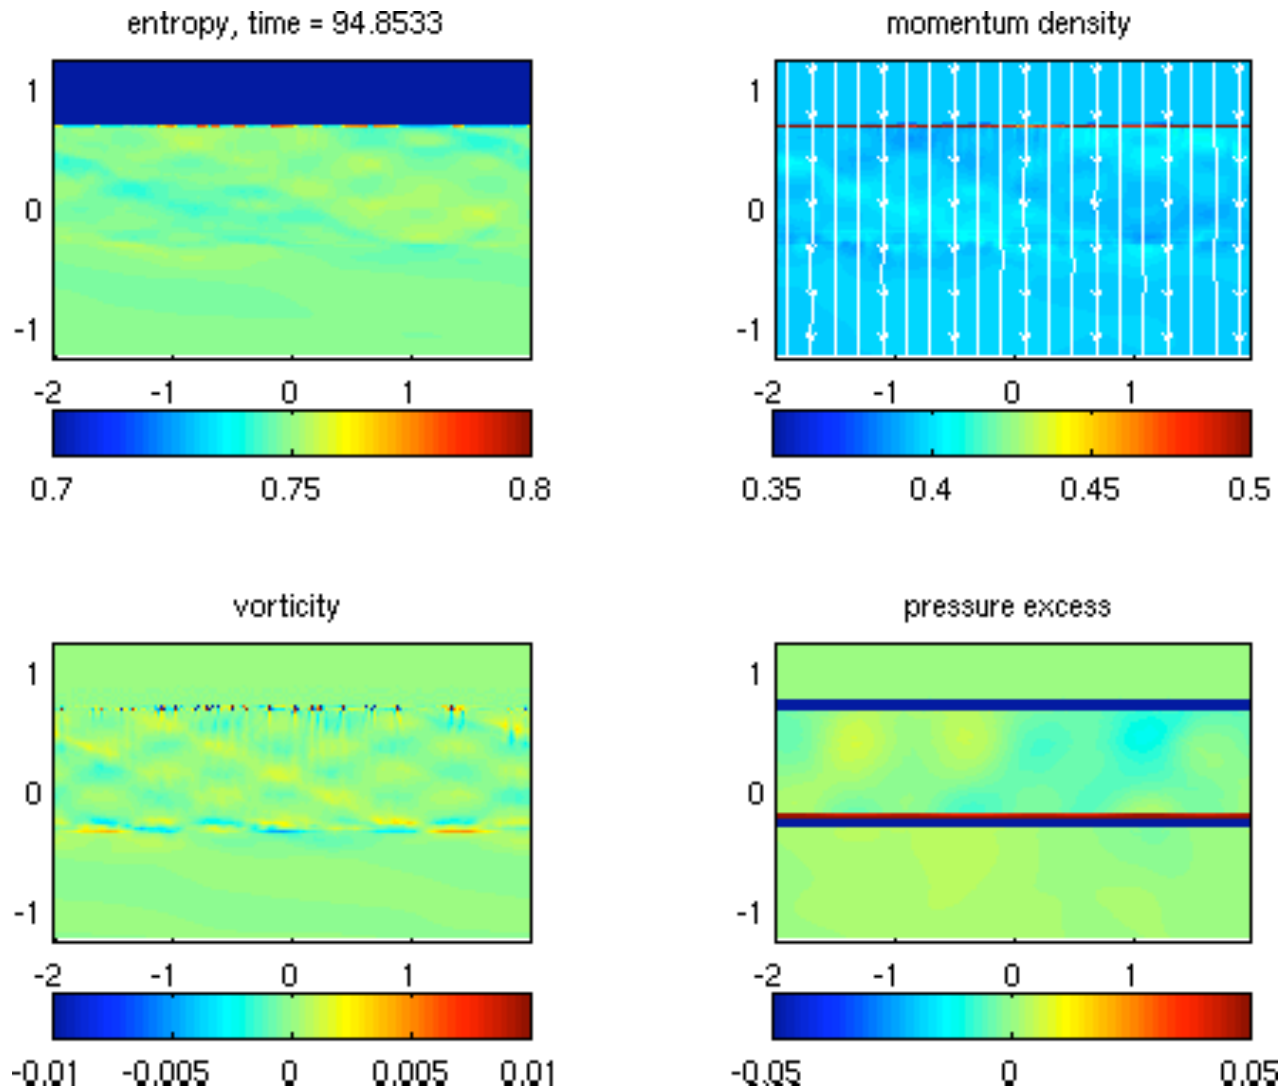 entropy, time = 94.8533
1
0
-1
-2 -1 0 1
0.7 0.75 0.8
momentum density
1
0
-1
-2 -1 0 1
0.35 0.4 0.45 0.5
vorticity
1
0
-1
-2 -1 0 1
-0.01 -0.005 0 0.005 0.01
pressure excess
1
0
-1
-2 -1 0 1
-0.05 0 0.05